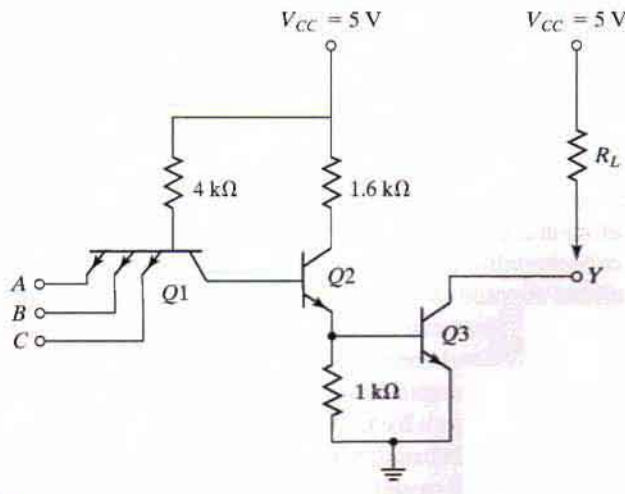 V_CC = 5 V
V_CC = 5 V
4 kΩ
1.6 kΩ
R_L
A
B
C
Q1
Q2
Y
Q3
1 kΩ